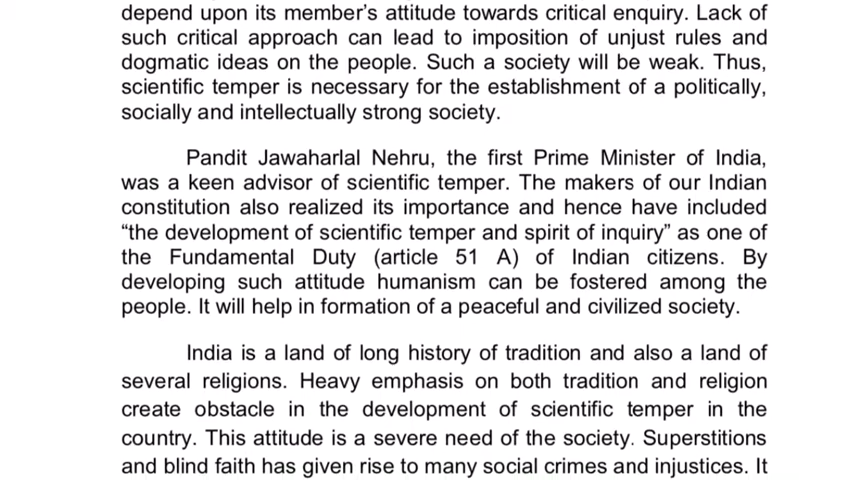 depend upon its member's attitude towards critical enquiry. Lack of
such critical approach can lead to imposition of unjust rules and
dogmatic ideas on the people. Such a society will be weak. Thus,
scientific temper is necessary for the establishment of a politically,
socially and intellectually strong society.
Pandit Jawaharlal Nehru, the first Prime Minister of India,
was a keen advisor of scientific temper. The makers of our Indian
constitution also realized its importance and hence have included
“the development of scientific temper and spirit of inquiry” as one of
the Fundamental Duty (article 51 A) of Indian citizens. By
developing such attitude humanism can be fostered among the
people. It will help in formation of a peaceful and civilized society.
India is a land of long history of tradition and also a land of
several religions. Heavy emphasis on both tradition and religion
create obstacle in the development of scientific temper in the
country. This attitude is a severe need of the society. Superstitions
and blind faith has given rise to many social crimes and injustices. It